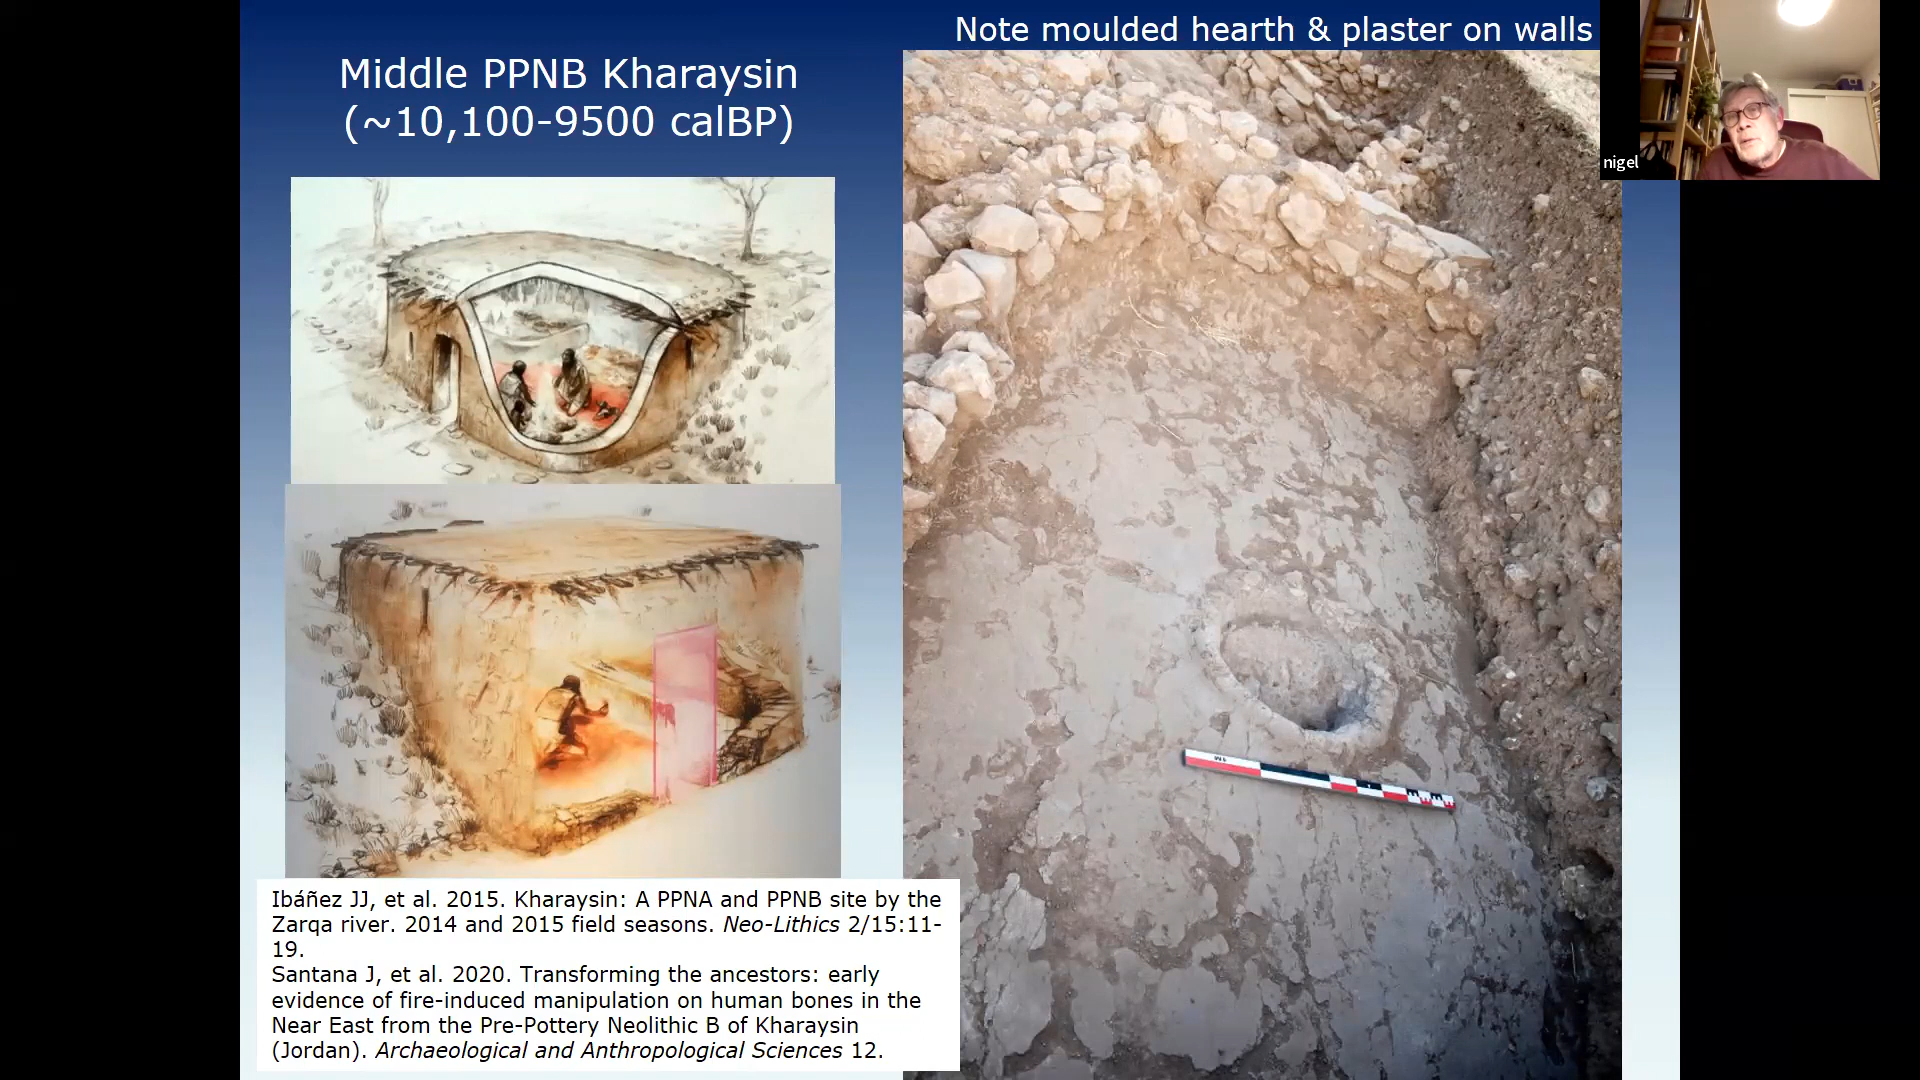 Note moulded hearth & plaster on walls
Middle PPNB Kharaysin
(~10,100-9500 calBP)
nigel
Ibáñez JJ, et al. 2015. Kharaysin: A PPNA and PPNB site by the
Zarqa river. 2014 and 2015 field seasons. Neo-Lithics 2/15:11-
19.
Santana J, et al. 2020. Transforming the ancestors: early
evidence of fire-induced manipulation on human bones in the
Near East from the Pre-Pottery Neolithic B of Kharaysin
(Jordan). Archaeological and Anthropological Sciences 12.